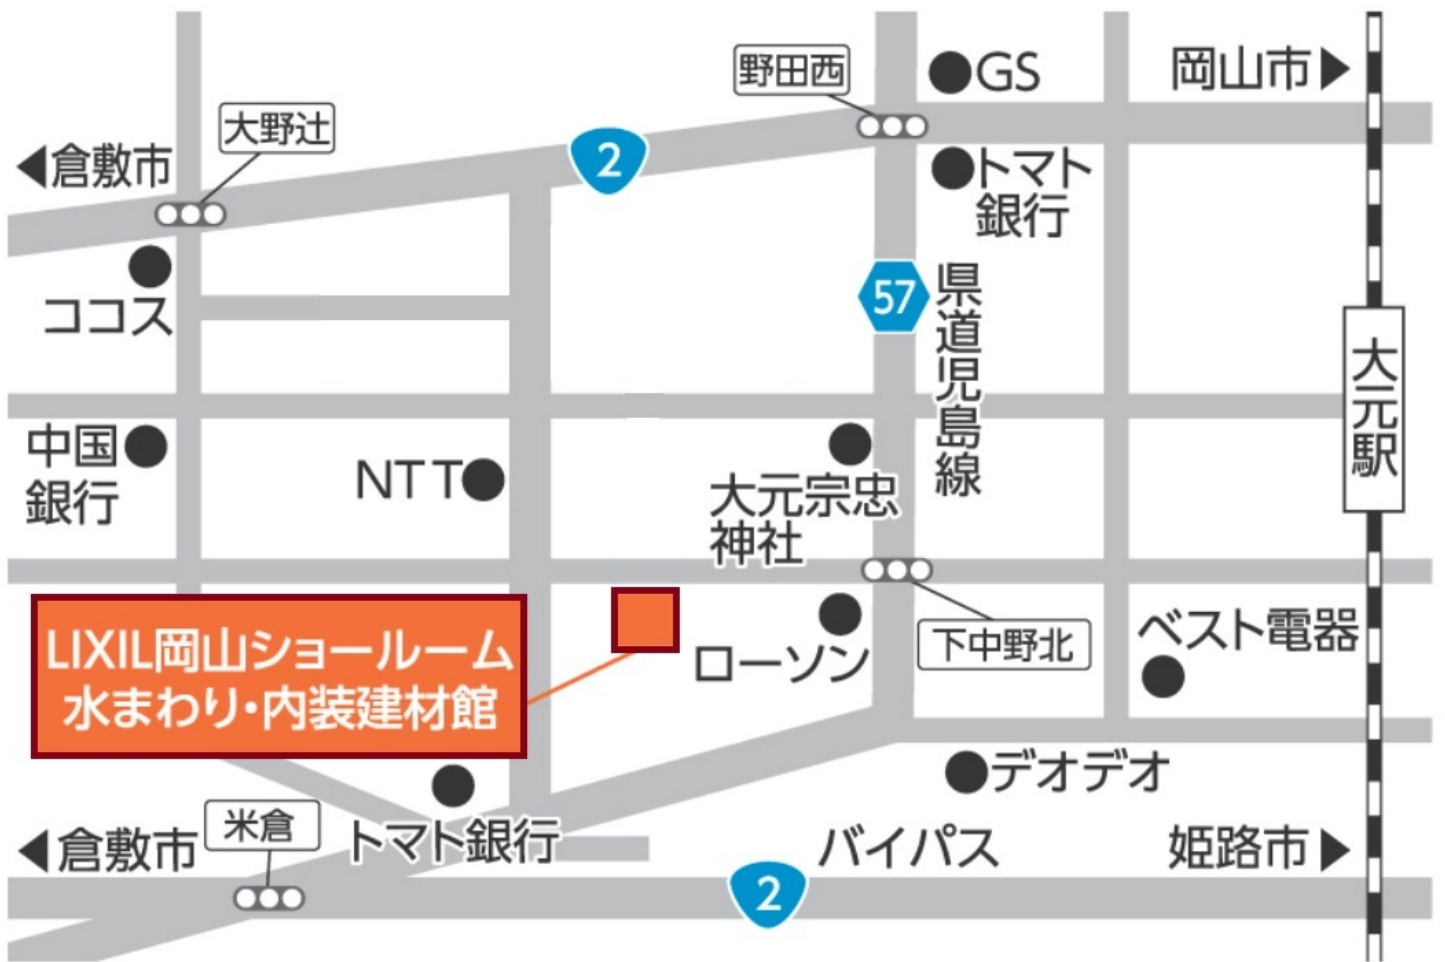 野田西
GS
岡山市▶
大野辻
◀倉敷市
2
トマト
銀行
ココス
57
県道児島線
大元駅
中国
銀行
NTT
大元宗忠
神社
LIXIL岡山ショールーム
水まわり・内装建材館
ローソン
下中野北
ベスト電器
デオデオ
米倉
◀倉敷市
トマト銀行
バイパス
姫路市▶
2